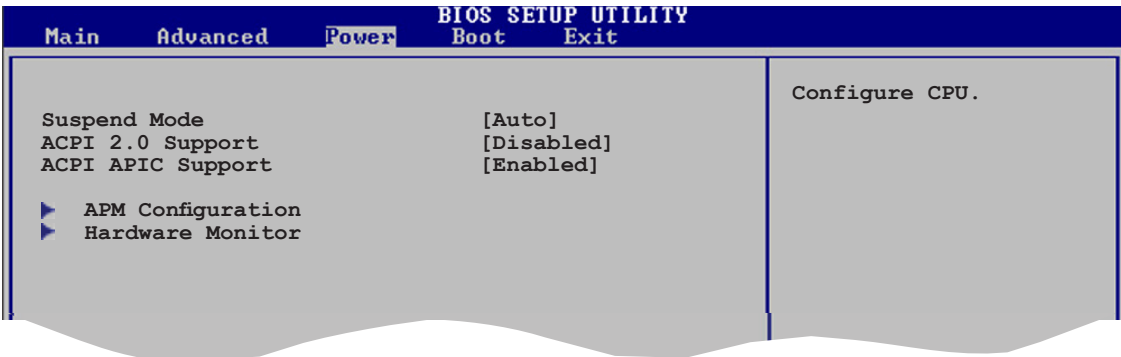 BIOS SETUP UTILITY
Main Advanced Power Boot Exit
Configure CPU.
Suspend Mode [Auto]
ACPI 2.0 Support [Disabled]
ACPI APIC Support [Enabled]
APM Configuration
Hardware Monitor